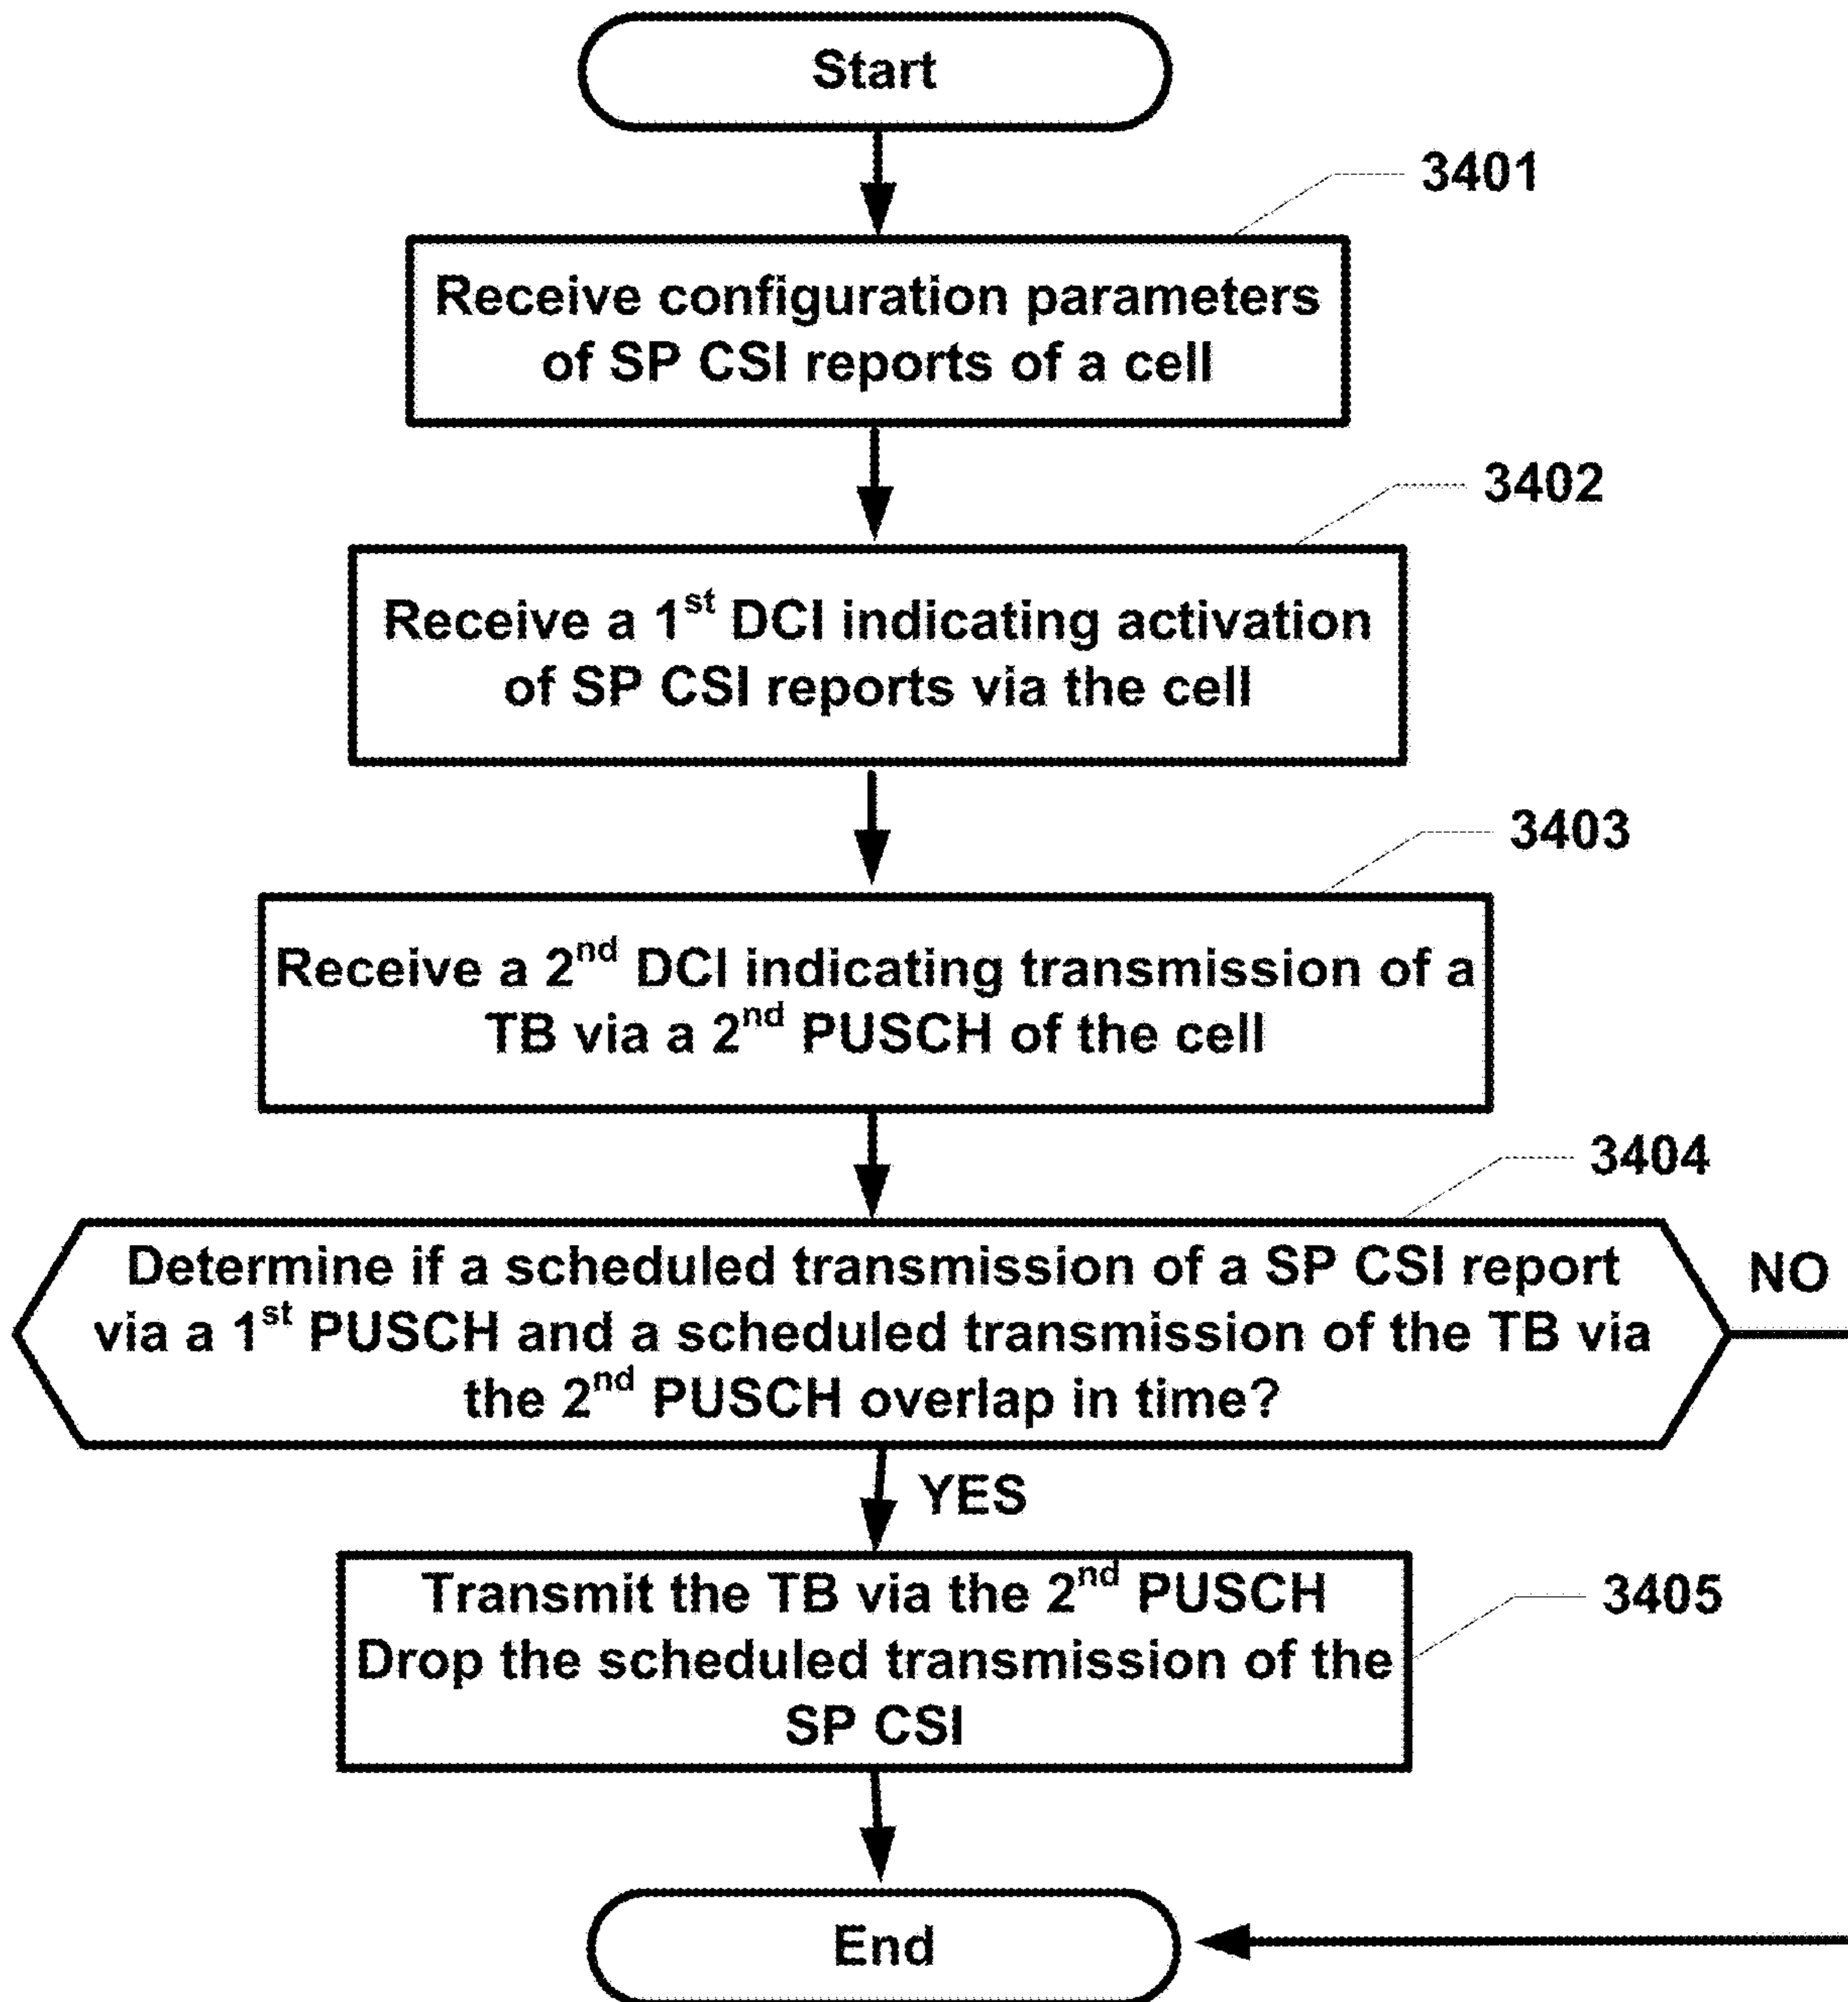 Start
3401
Receive configuration parameters
of SP CSI reports of a cell
3402
Receive a 1st DCI indicating activation
of SP CSI reports via the cell
3403
Receive a 2nd DCI indicating transmission of a
TB via a 2nd PUSCH of the cell
3404
Determine if a scheduled transmission of a SP CSI report
via a 1st PUSCH and a scheduled transmission of the TB via
the 2nd PUSCH overlap in time?
NO
YES
Transmit the TB via the 2nd PUSCH
Drop the scheduled transmission of the
SP CSI
3405
End